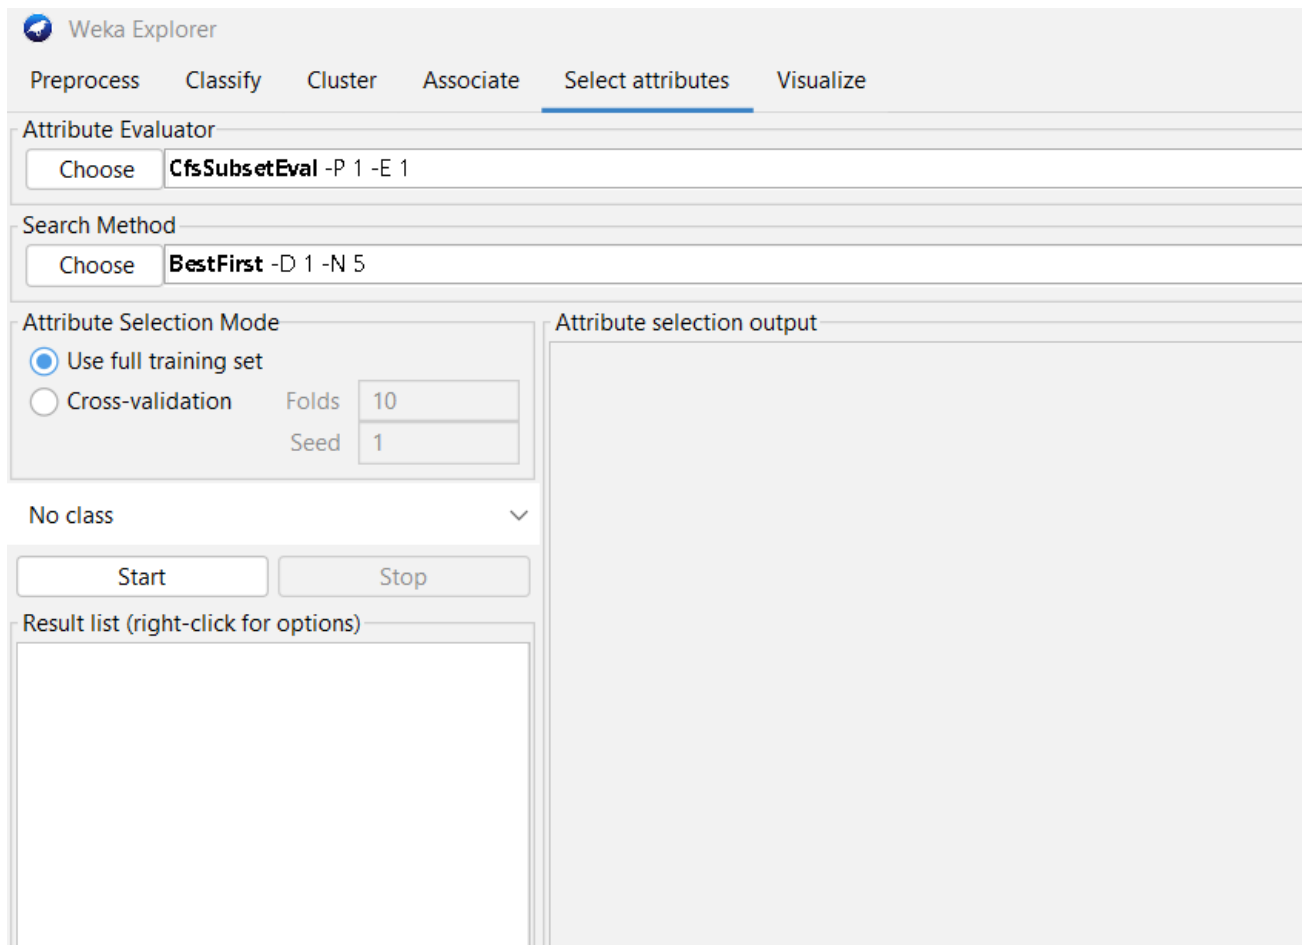 Weka Explorer
Preprocess Classify Cluster Associate Select attributes Visualize
Attribute Evaluator
Choose CfsSubsetEval -P 1 -E 1
Search Method
Choose BestFirst -D 1 -N 5
Attribute Selection Mode
Use full training set
Cross-validation Folds 10
Seed 1
No class
Start Stop
Result list (right-click for options)
Attribute selection output